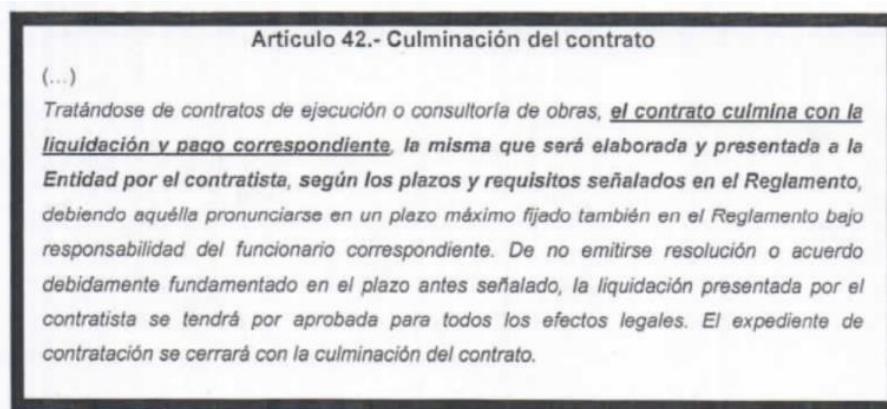 Artículo 42.- Culminación del contrato
(...)
Tratándose de contratos de ejecución o consultoría de obras, el contrato culmina con la
liquidación y pago correspondiente, la misma que será elaborada y presentada a la
Entidad por el contratista, según los plazos y requisitos señalados en el Reglamento,
debiendo aquélla pronunciarse en un plazo máximo fijado también en el Reglamento bajo
responsabilidad del funcionario correspondiente. De no emitirse resolución o acuerdo
debidamente fundamentado en el plazo antes señalado, la liquidación presentada por el
contratista se tendrá por aprobada para todos los efectos legales. El expediente de
contratación se cerrará con la culminación del contrato.